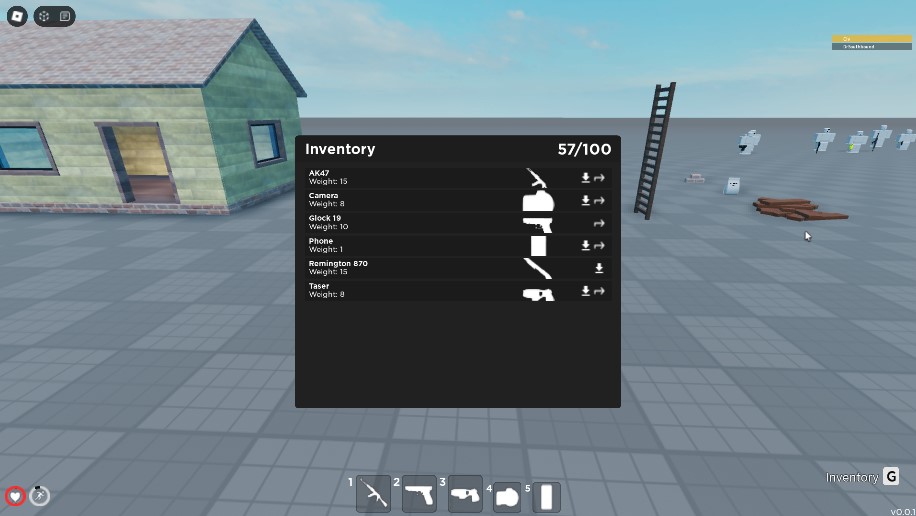 Inventory 57/100
AK47
Weight: 15
Camera
Weight: 8
Glock 19
Weight: 10
Phone
Weight: 1
Remington 870
Weight: 15
Taser
Weight: 8
1 2 3 4 5
Inventory G
v0.0.1